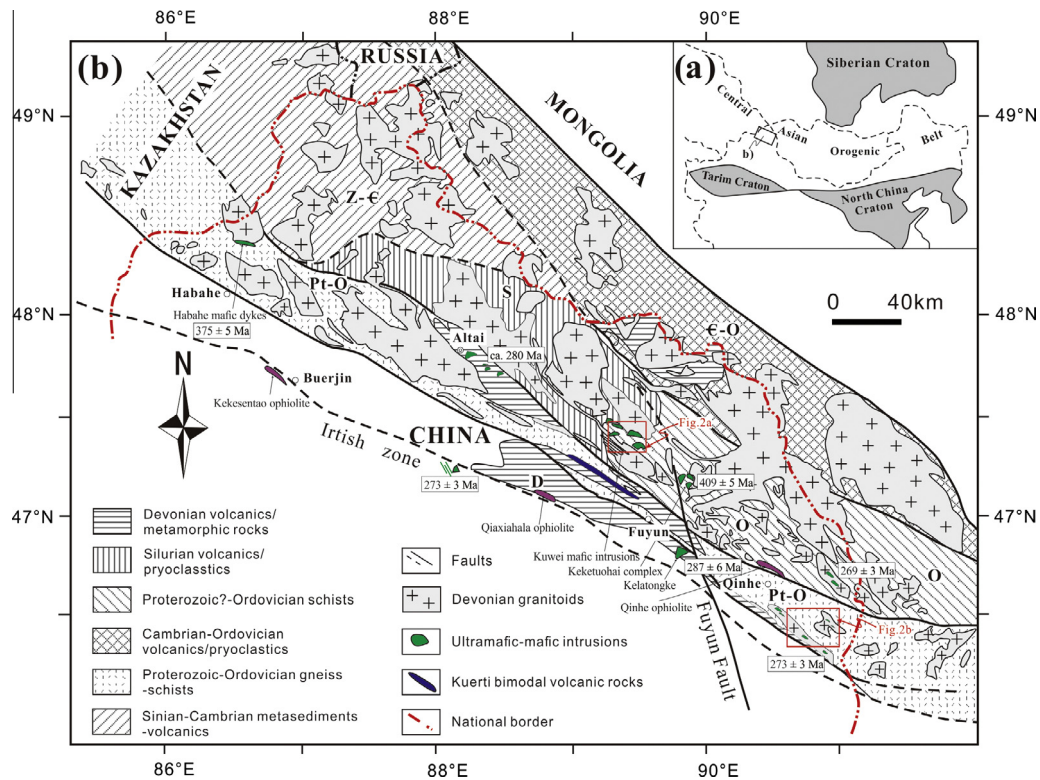 86°E
88°E
90°E
(b)
RUSSIA
(a)
Siberian Craton
49°N
49°N
Central
Asian
Orogenic
Belt
b)
Tarim Craton
North China
Craton
KAZAKHSTAN
MONGOLIA
Z-Є
0 40km
Habahe
Pt-O
S
48°N
48°N
Habahe mafic dykes
375 ± 5 Ma
Altai
ca. 280 Ma
Є-O
N
Buerjin
Kekesentao ophiolite
Irtish zone
CHINA
Fig.2a
273 ± 3 Ma
D
409 ± 5 Ma
Qiaxiahala ophiolite
47°N
47°N
Fuyun
O
Kuwei mafic intrusions
Keketuohai complex
Kelatongke
287 ± 6 Ma
269 ± 3 Ma
O
Qinhe
Qinhe ophiolite
Pt-O
Fuyun Fault
Fig.2b
273 ± 3 Ma
Devonian volcanics/
metamorphic rocks
Silurian volcanics/
pryoclasstics
Proterozoic?-Ordovician schists
Cambrian-Ordovician
volcanics/pryoclastics
Proterozoic-Ordovician gneiss
-schists
Sinian-Cambrian metasediments
-volcanics
Faults
Devonian granitoids
Ultramafic-mafic intrusions
Kuerti bimodal volcanic rocks
National border
86°E
88°E
90°E